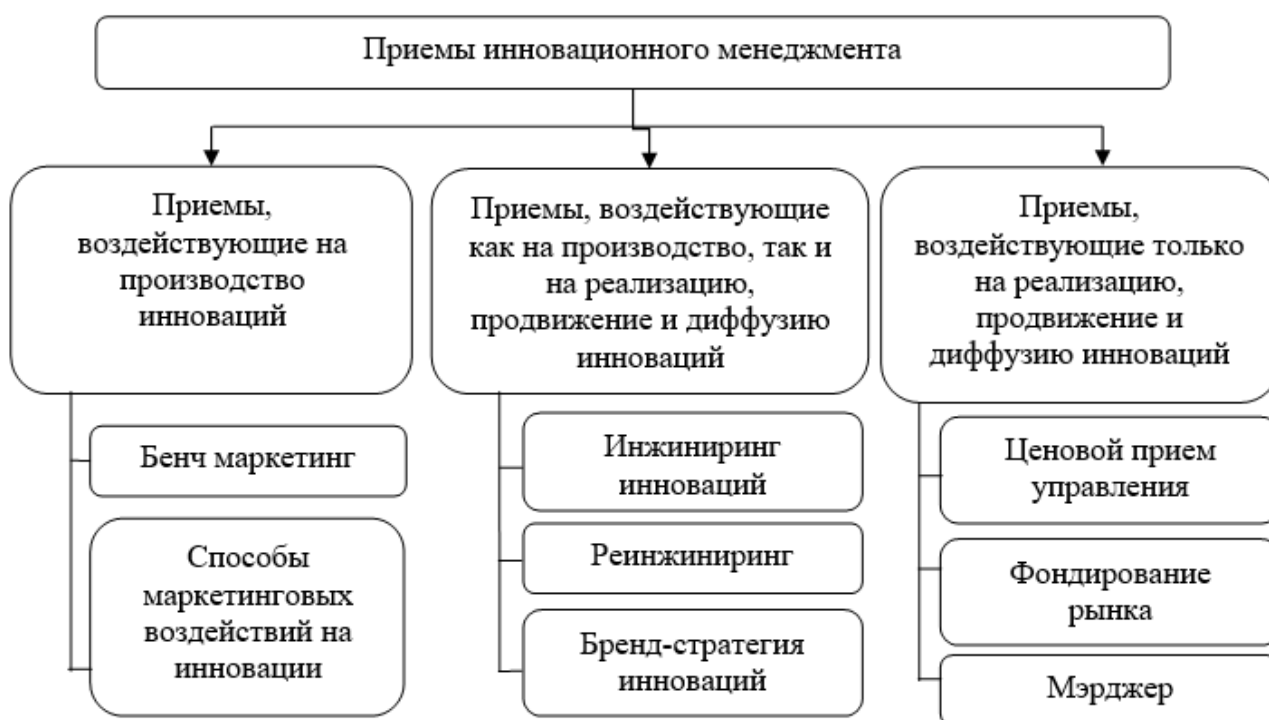 Приемы инновационного менеджмента
Приемы,
воздействующие на
производство
инноваций
Бенч маркетинг
Способы
маркетинговых
воздействий на
инновации
Приемы, воздействующие
как на производство, так и
на реализацию,
продвижение и диффузию
инноваций
Инжиниринг
инноваций
Реинжиниринг
Бренд-стратегия
инноваций
Приемы,
воздействующие только
на реализацию,
продвижение и
диффузию инноваций
Ценовой прием
управления
Фондирование
рынка
Мэрджер